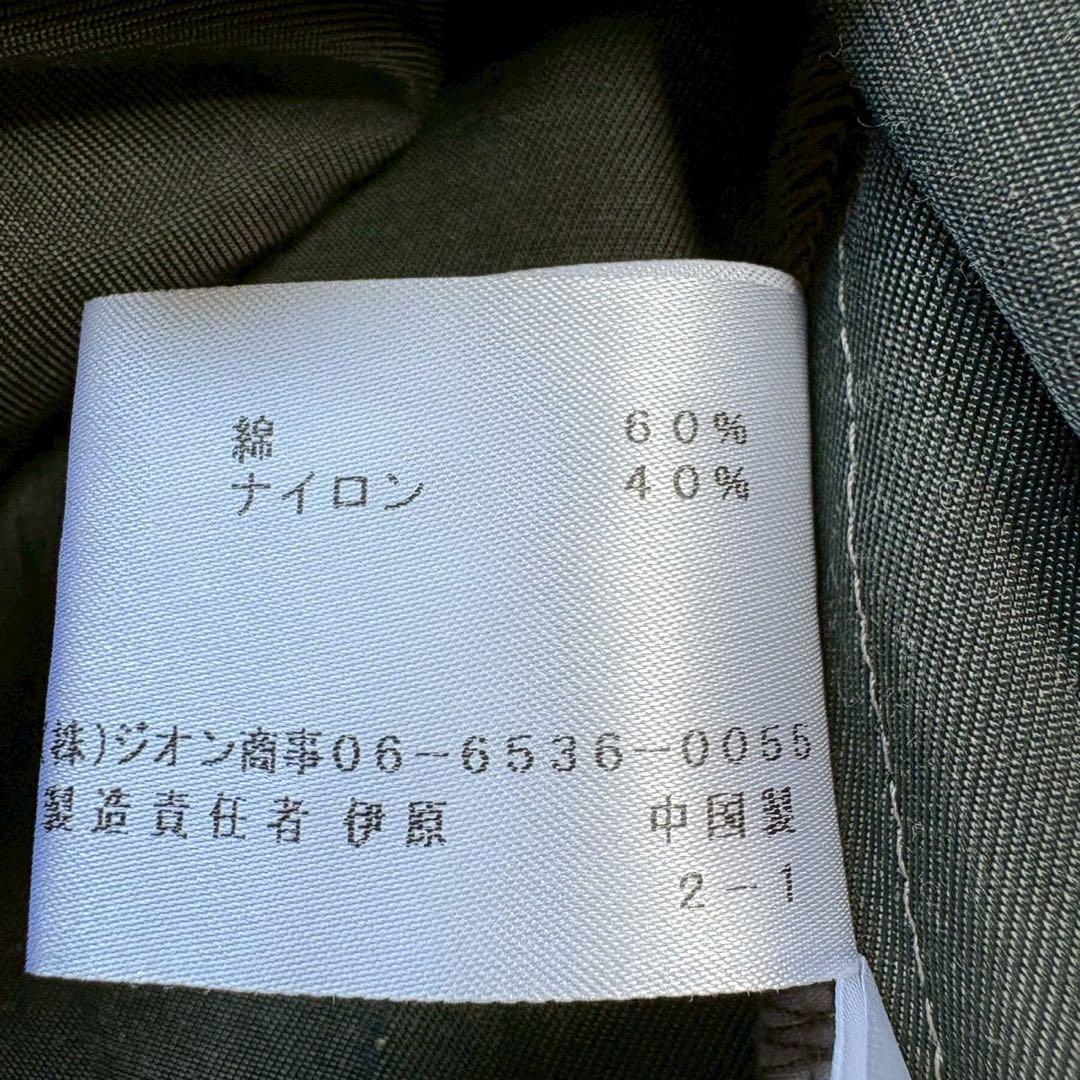 綿 60%
ナイロン 40%
(株)ジオン商事06-6536-0055
製造責任者 伊原 中国製
2-1